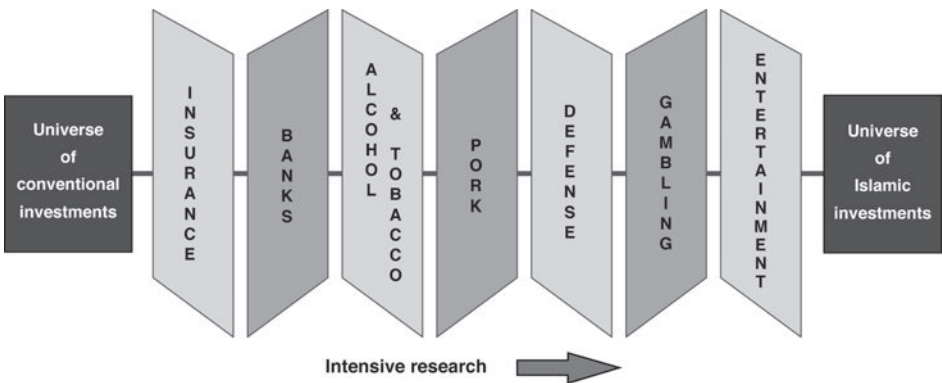 Universe
of
conventional
investments
INSURANCE
BANKS
ALCOHOL
& TOBACCO
PORK
DEFENSE
GAMBLING
ENTERTAINMENT
Universe
of
Islamic
investments
Intensive research